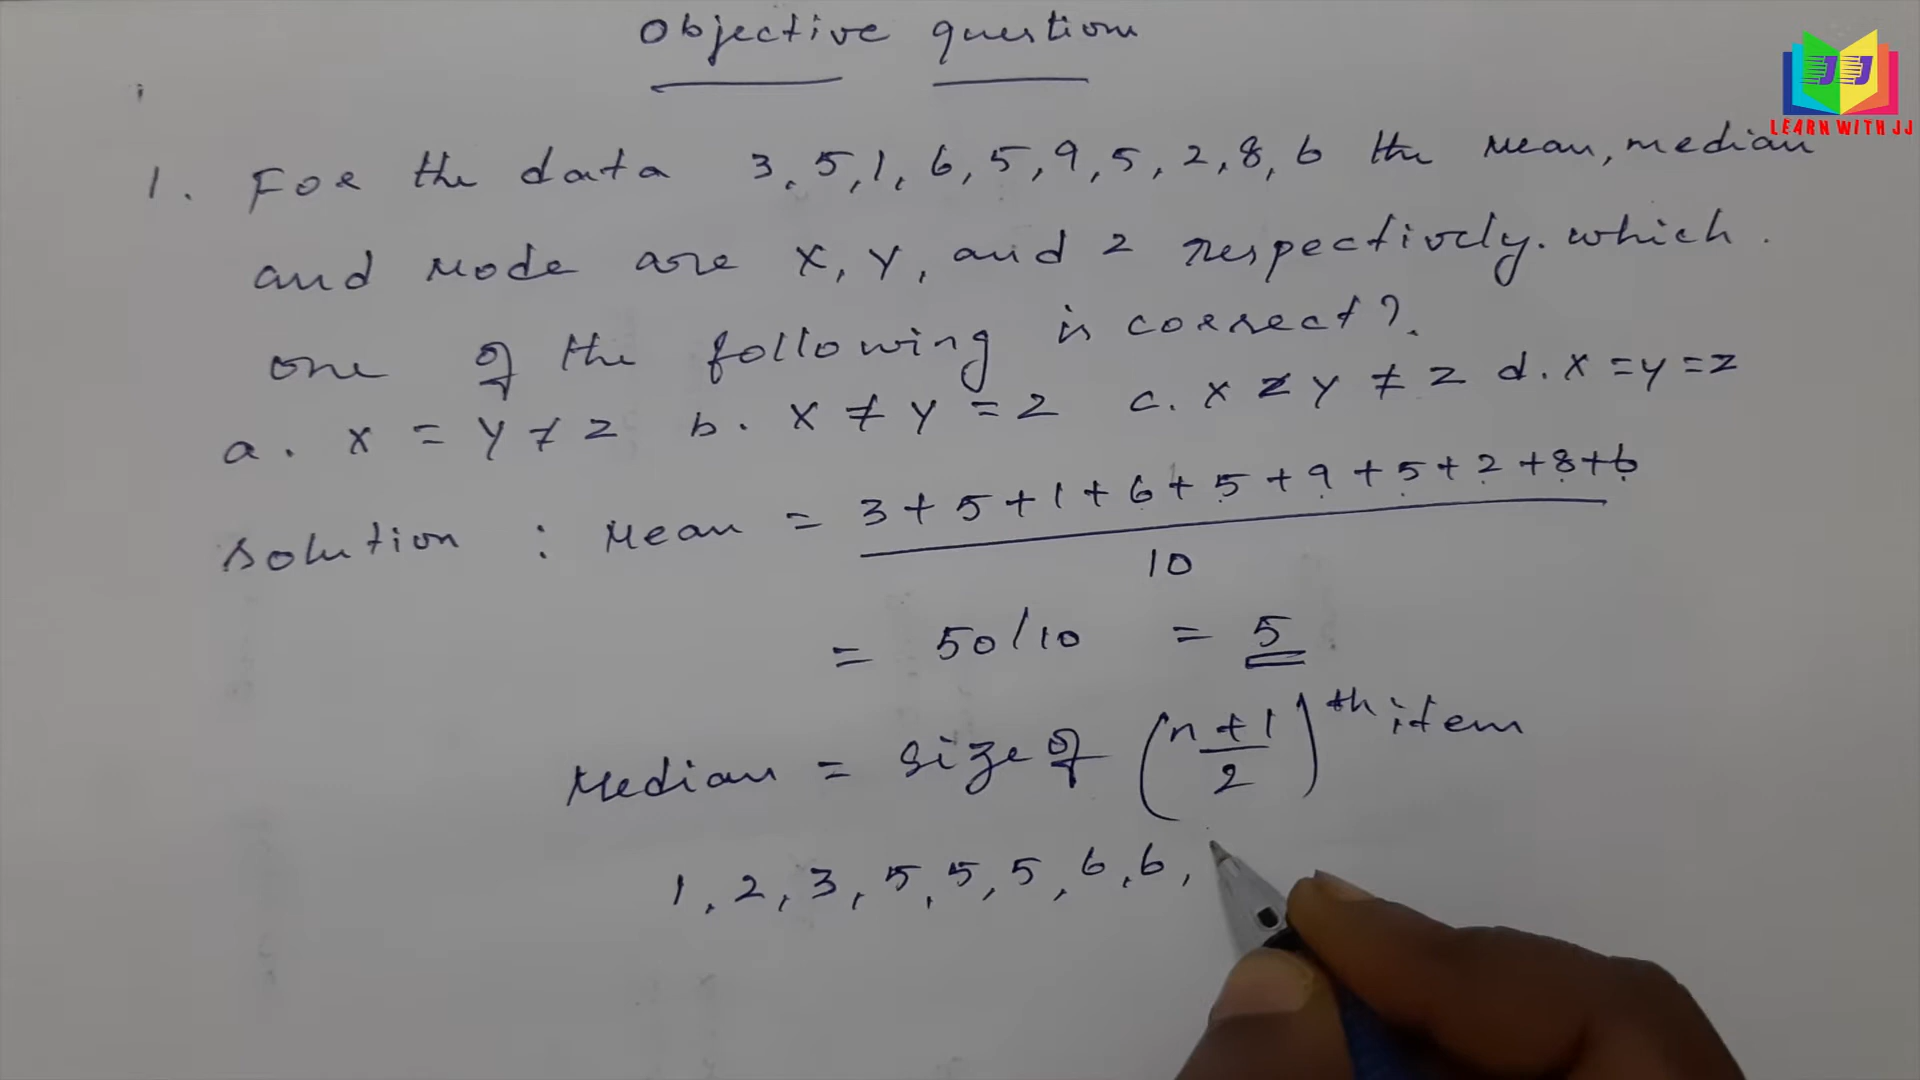 Objective question
JJ
LEARN WITH JJ
1. For the data 3, 5, 1, 6, 5, 9, 5, 2, 8, 6 the Mean, median
and Mode are X, Y, and Z respectively. which
one of the following is correct?
a. X = Y ≠ Z b. X ≠ Y = Z c. X ≠ Y ≠ Z d. X = Y = Z
Solution : Mean = 3 + 5 + 1 + 6 + 5 + 9 + 5 + 2 + 8 + 6
10
= 50/10 = 5
Median = Size of (n+1/2)th item
1, 2, 3, 5, 5, 5, 6, 6,